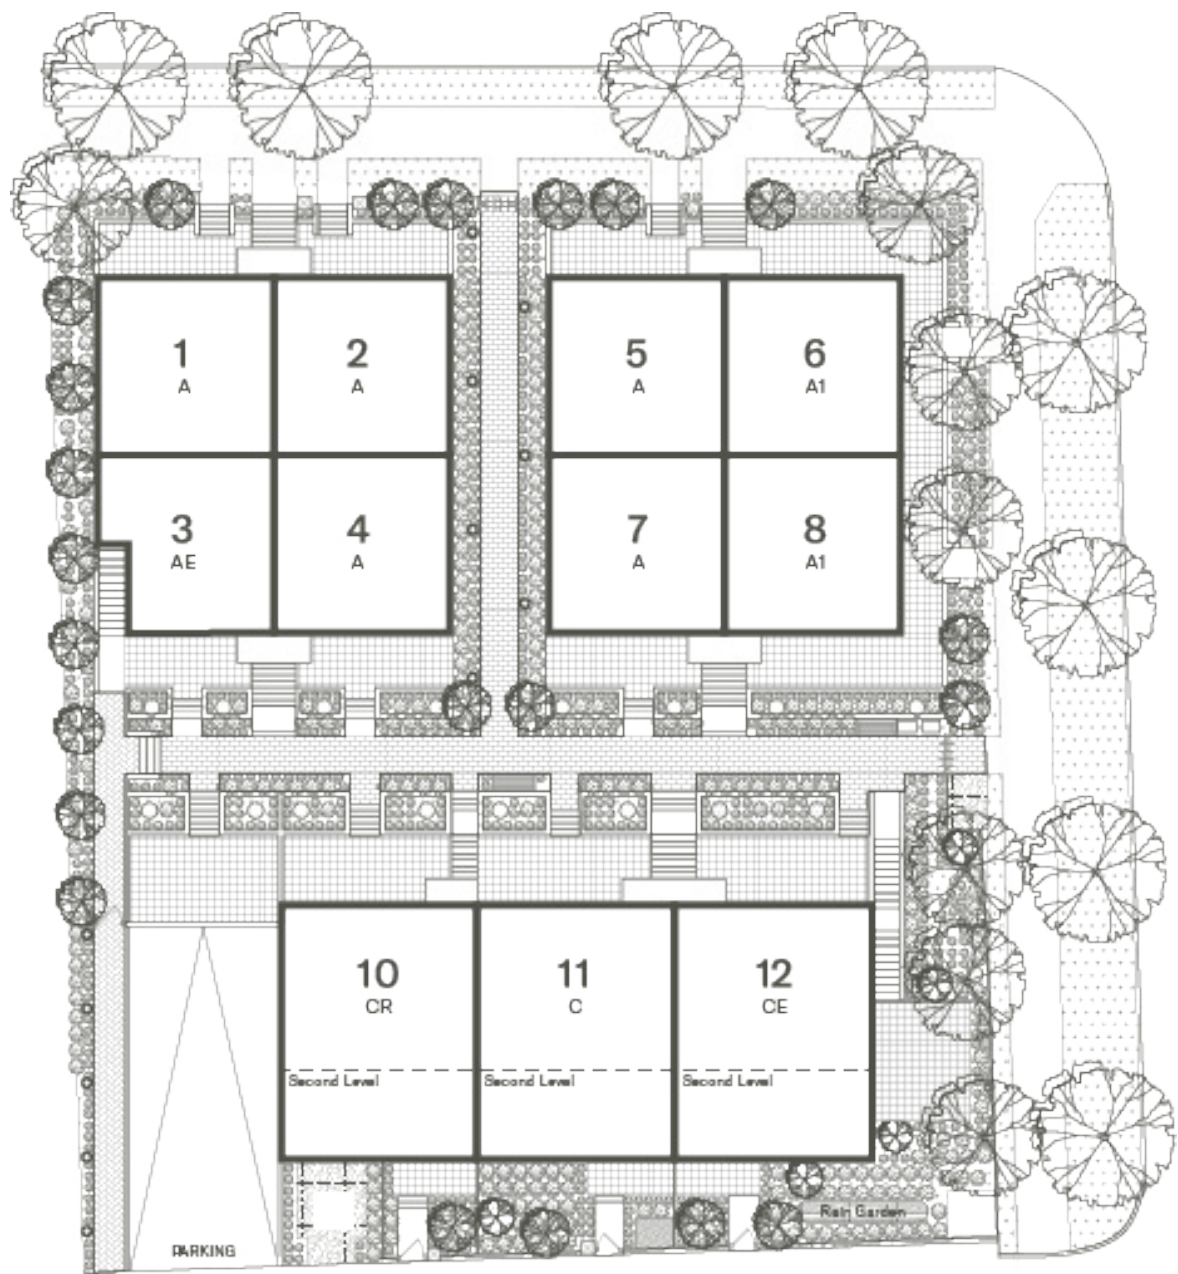 1
A
2
A
5
A
6
A1
3
AE
4
A
7
A
8
A1
10
CR
11
C
12
CE
Second Level
Second Level
Second Level
Rain Garden
PARKING